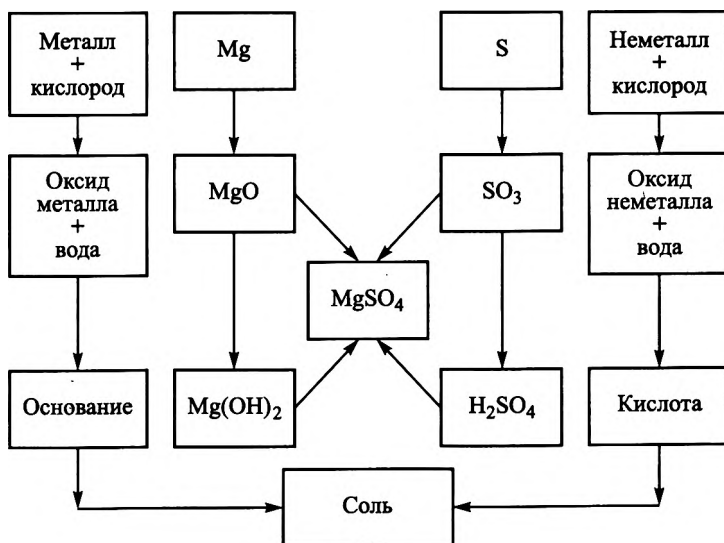 Металл
+
кислород
Mg
S
Неметалл
+
кислород
Оксид
металла
+
вода
MgO
SO₃
Оксид
неметалла
+
вода
MgSO₄
Основание
Mg(OH)₂
H₂SO₄
Кислота
Соль